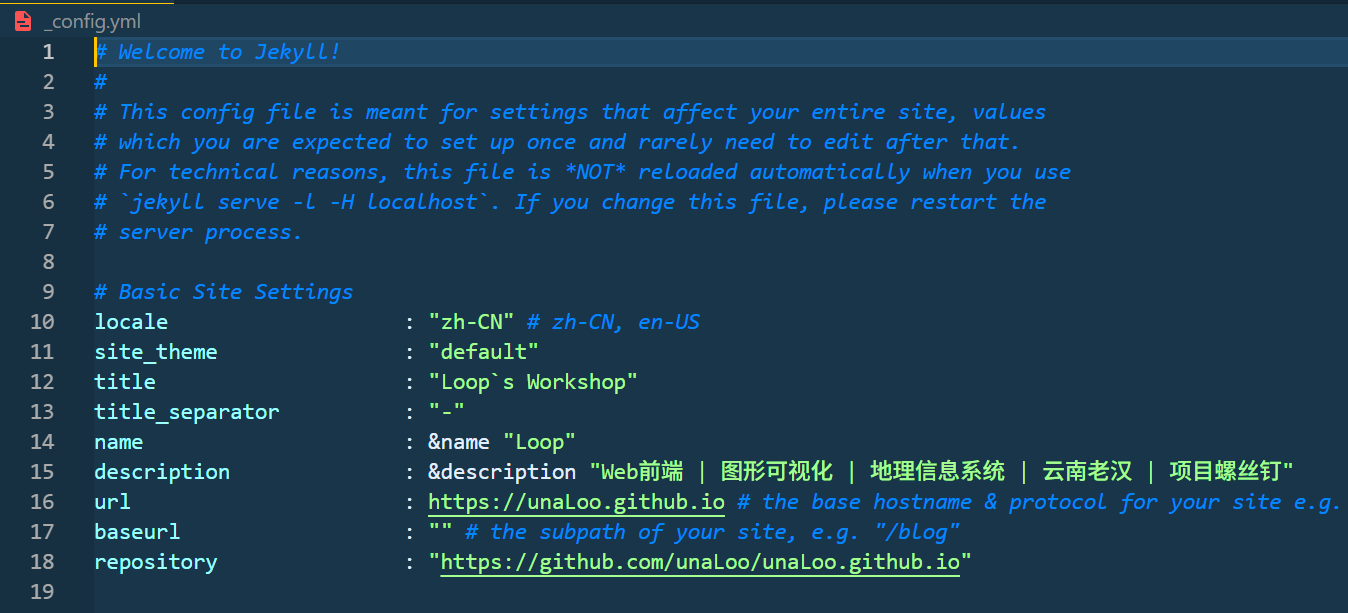 _config.yml
1 # Welcome to Jekyll!
2 #
3 # This config file is meant for settings that affect your entire site, values
4 # which you are expected to set up once and rarely need to edit after that.
5 # For technical reasons, this file is *NOT* reloaded automatically when you use
6 # `jekyll serve -l -H localhost`. If you change this file, please restart the
7 # server process.
8
9 # Basic Site Settings
10 locale : "zh-CN" # zh-CN, en-US
11 site_theme : "default"
12 title : "Loop`s Workshop"
13 title_separator : "-"
14 name : &name "Loop"
15 description : &description "Web前端 | 图形可视化 | 地理信息系统 | 云南老汉 | 项目螺丝钉"
16 url : https://unaLoo.github.io # the base hostname & protocol for your site e.g.
17 baseurl : "" # the subpath of your site, e.g. "/blog"
18 repository : "https://github.com/unaLoo/unaLoo.github.io"
19